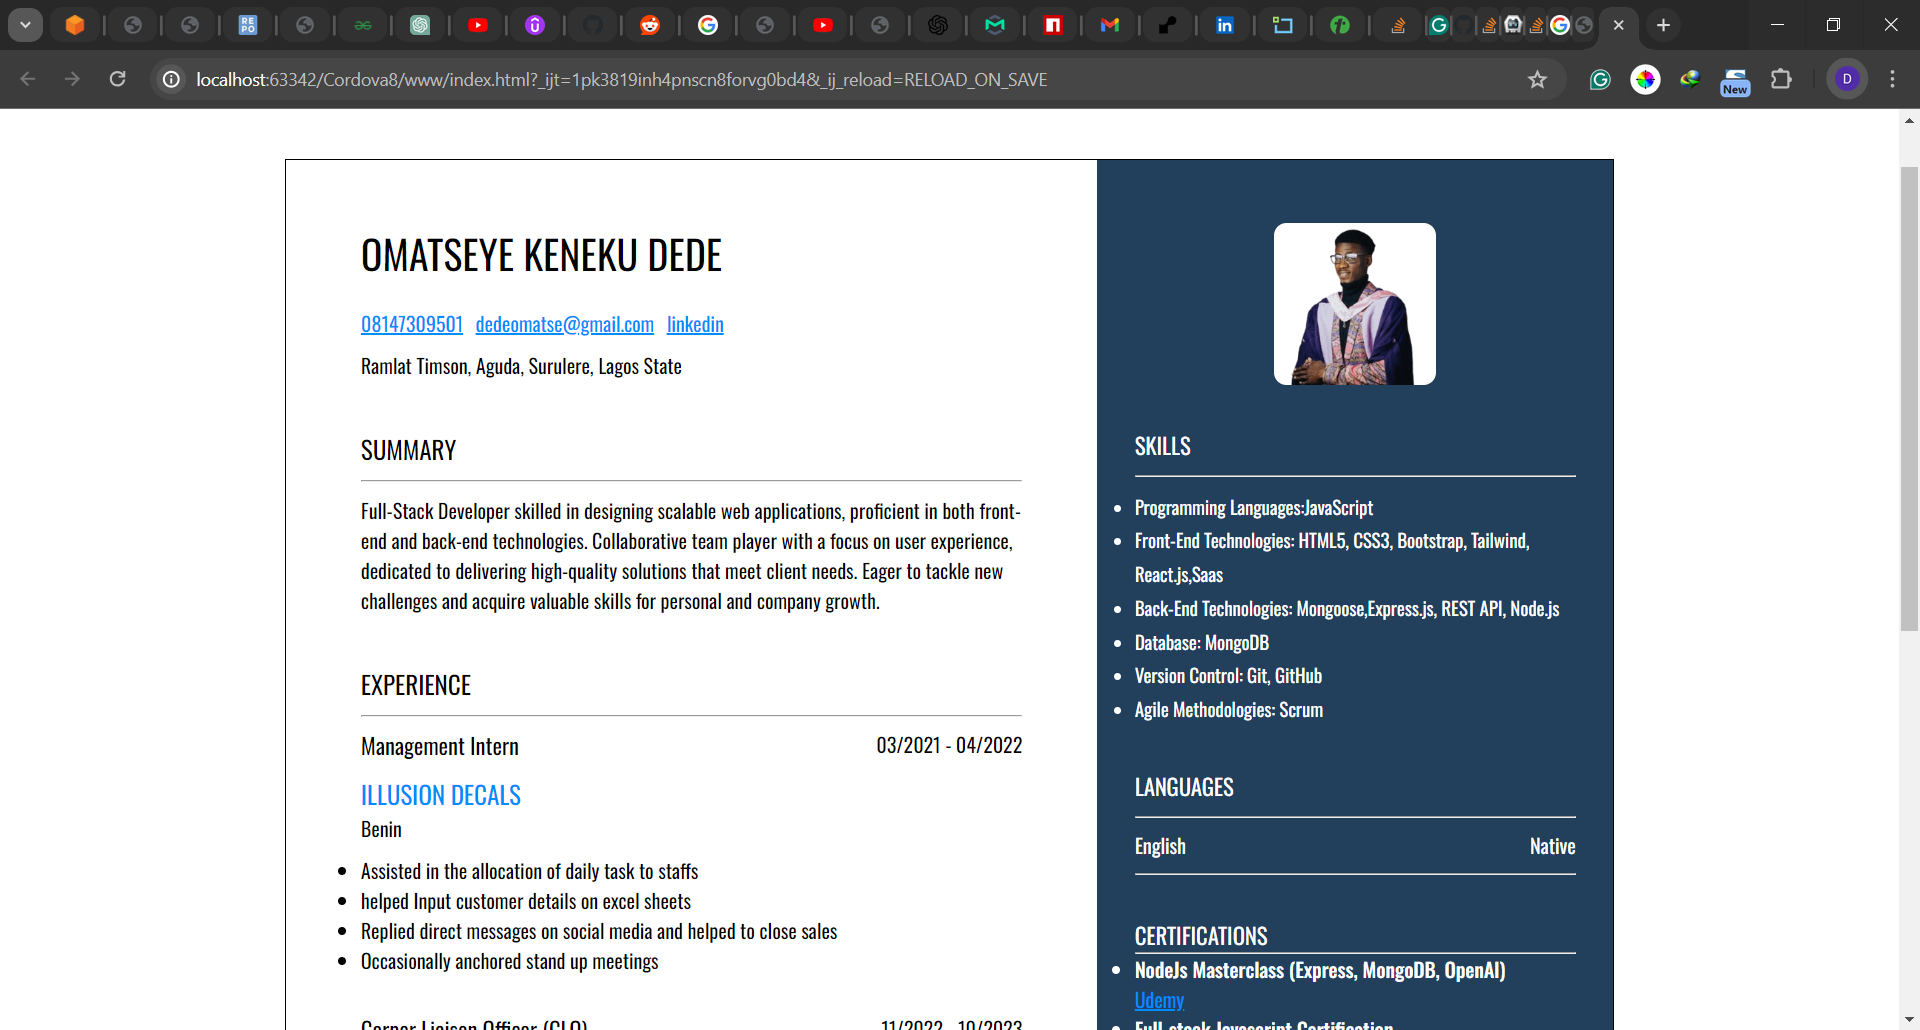 localhost:63342/Cordova8/www/index.html?_ijt=1pk3819inh4pnscn8forvg0bd4&_ij_reload=RELOAD_ON_SAVE
New
D
OMATSEYE KENEKU DEDE
08147309501 dedeomatse@gmail.com linkedin
Ramlat Timson, Aguda, Surulere, Lagos State
SUMMARY
Full-Stack Developer skilled in designing scalable web applications, proficient in both front-
end and back-end technologies. Collaborative team player with a focus on user experience,
dedicated to delivering high-quality solutions that meet client needs. Eager to tackle new
challenges and acquire valuable skills for personal and company growth.
EXPERIENCE
Management Intern 03/2021 - 04/2022
ILLUSION DECALS
Benin
Assisted in the allocation of daily task to staffs
helped Input customer details on excel sheets
Replied direct messages on social media and helped to close sales
Occasionally anchored stand up meetings
Corper Liaison Officer (CLO) 11/2022 - 10/2023
SKILLS
Programming Languages:JavaScript
Front-End Technologies: HTML5, CSS3, Bootstrap, Tailwind,
React.js,Saas
Back-End Technologies: Mongoose,Express.js, REST API, Node.js
Database: MongoDB
Version Control: Git, GitHub
Agile Methodologies: Scrum
LANGUAGES
English Native
CERTIFICATIONS
NodeJs Masterclass (Express, MongoDB, OpenAI)
Udemy
Full-stack Javascript Certification